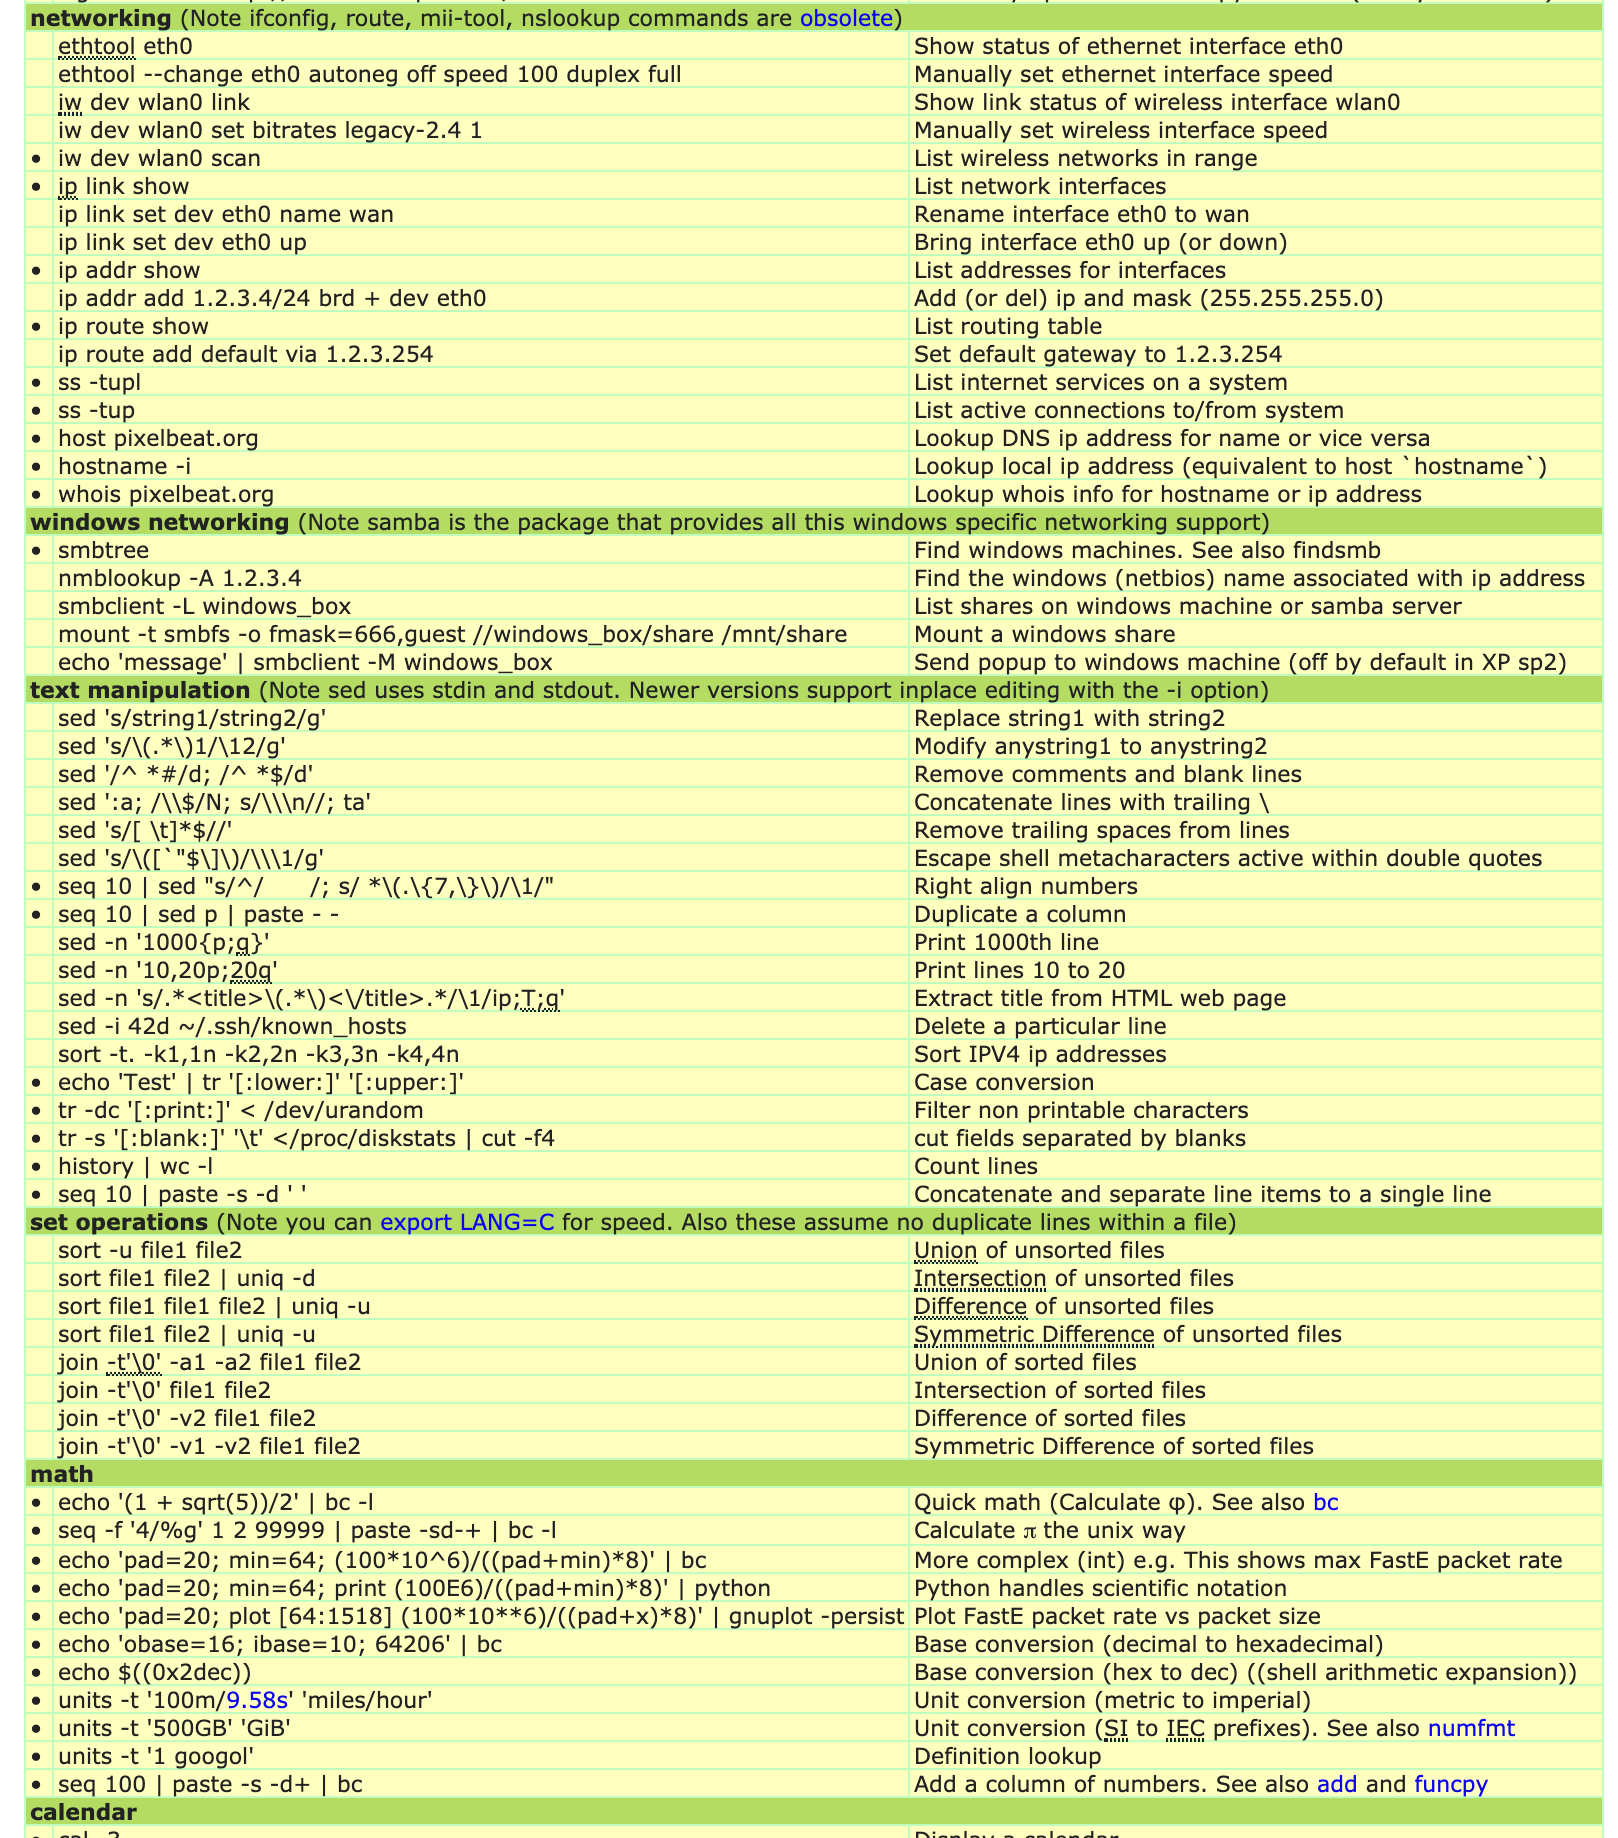 networking (Note ifconfig, route, mii-tool, nslookup commands are obsolete)
ethtool eth0 Show status of ethernet interface eth0
ethtool --change eth0 autoneg off speed 100 duplex full Manually set ethernet interface speed
iw dev wlan0 link Show link status of wireless interface wlan0
iw dev wlan0 set bitrates legacy-2.4 1 Manually set wireless interface speed
• iw dev wlan0 scan List wireless networks in range
• ip link show List network interfaces
ip link set dev eth0 name wan Rename interface eth0 to wan
ip link set dev eth0 up Bring interface eth0 up (or down)
• ip addr show List addresses for interfaces
ip addr add 1.2.3.4/24 brd + dev eth0 Add (or del) ip and mask (255.255.255.0)
• ip route show List routing table
ip route add default via 1.2.3.254 Set default gateway to 1.2.3.254
• ss -tupl List internet services on a system
• ss -tup List active connections to/from system
• host pixelbeat.org Lookup DNS ip address for name or vice versa
• hostname -i Lookup local ip address (equivalent to host `hostname`)
• whois pixelbeat.org Lookup whois info for hostname or ip address
windows networking (Note samba is the package that provides all this windows specific networking support)
• smbtree Find windows machines. See also findsmb
nmblookup -A 1.2.3.4 Find the windows (netbios) name associated with ip address
smbclient -L windows_box List shares on windows machine or samba server
mount -t smbfs -o fmask=666,guest //windows_box/share /mnt/share Mount a windows share
echo 'message' | smbclient -M windows_box Send popup to windows machine (off by default in XP sp2)
text manipulation (Note sed uses stdin and stdout. Newer versions support inplace editing with the -i option)
sed 's/string1/string2/g' Replace string1 with string2
sed 's/\(.*\)1/\12/g' Modify anystring1 to anystring2
sed '/^ *#/d; /^ *$/d' Remove comments and blank lines
sed ':a; /\\$/N; s/\\\n//; ta' Concatenate lines with trailing \
sed 's/[ \t]*$//' Remove trailing spaces from lines
sed 's/\([`"$\]\)/\\\1/g' Escape shell metacharacters active within double quotes
• seq 10 | sed "s/^/      /; s/ *\(.\{7,\}\)/\1/" Right align numbers
• seq 10 | sed p | paste - - Duplicate a column
sed -n '1000{p;q}' Print 1000th line
sed -n '10,20p;20q' Print lines 10 to 20
sed -n 's/.*<title>\(.*\)<\/title>.*/\1/ip;T;q' Extract title from HTML web page
sed -i 42d ~/.ssh/known_hosts Delete a particular line
sort -t. -k1,1n -k2,2n -k3,3n -k4,4n Sort IPV4 ip addresses
• echo 'Test' | tr '[:lower:]' '[:upper:]' Case conversion
• tr -dc '[:print:]' < /dev/urandom Filter non printable characters
• tr -s '[:blank:]' '\t' </proc/diskstats | cut -f4 cut fields separated by blanks
• history | wc -l Count lines
• seq 10 | paste -s -d ' ' Concatenate and separate line items to a single line
set operations (Note you can export LANG=C for speed. Also these assume no duplicate lines within a file)
sort -u file1 file2 Union of unsorted files
sort file1 file2 | uniq -d Intersection of unsorted files
sort file1 file1 file2 | uniq -u Difference of unsorted files
sort file1 file2 | uniq -u Symmetric Difference of unsorted files
join -t'\0' -a1 -a2 file1 file2 Union of sorted files
join -t'\0' file1 file2 Intersection of sorted files
join -t'\0' -v2 file1 file2 Difference of sorted files
join -t'\0' -v1 -v2 file1 file2 Symmetric Difference of sorted files
math
• echo '(1 + sqrt(5))/2' | bc -l Quick math (Calculate φ). See also bc
• seq -f '4/%g' 1 2 99999 | paste -sd-+ | bc -l Calculate π the unix way
• echo 'pad=20; min=64; (100*10^6)/((pad+min)*8)' | bc More complex (int) e.g. This shows max FastE packet rate
• echo 'pad=20; min=64; print (100E6)/((pad+min)*8)' | python Python handles scientific notation
• echo 'pad=20; plot [64:1518] (100*10**6)/((pad+x)*8)' | gnuplot -persist Plot FastE packet rate vs packet size
• echo 'obase=16; ibase=10; 64206' | bc Base conversion (decimal to hexadecimal)
• echo $((0x2dec)) Base conversion (hex to dec) ((shell arithmetic expansion))
• units -t '100m/9.58s' 'miles/hour' Unit conversion (metric to imperial)
• units -t '500GB' 'GiB' Unit conversion (SI to IEC prefixes). See also numfmt
• units -t '1 googol' Definition lookup
• seq 100 | paste -s -d+ | bc Add a column of numbers. See also add and funcpy
calendar
• cal -3 Display a calendar